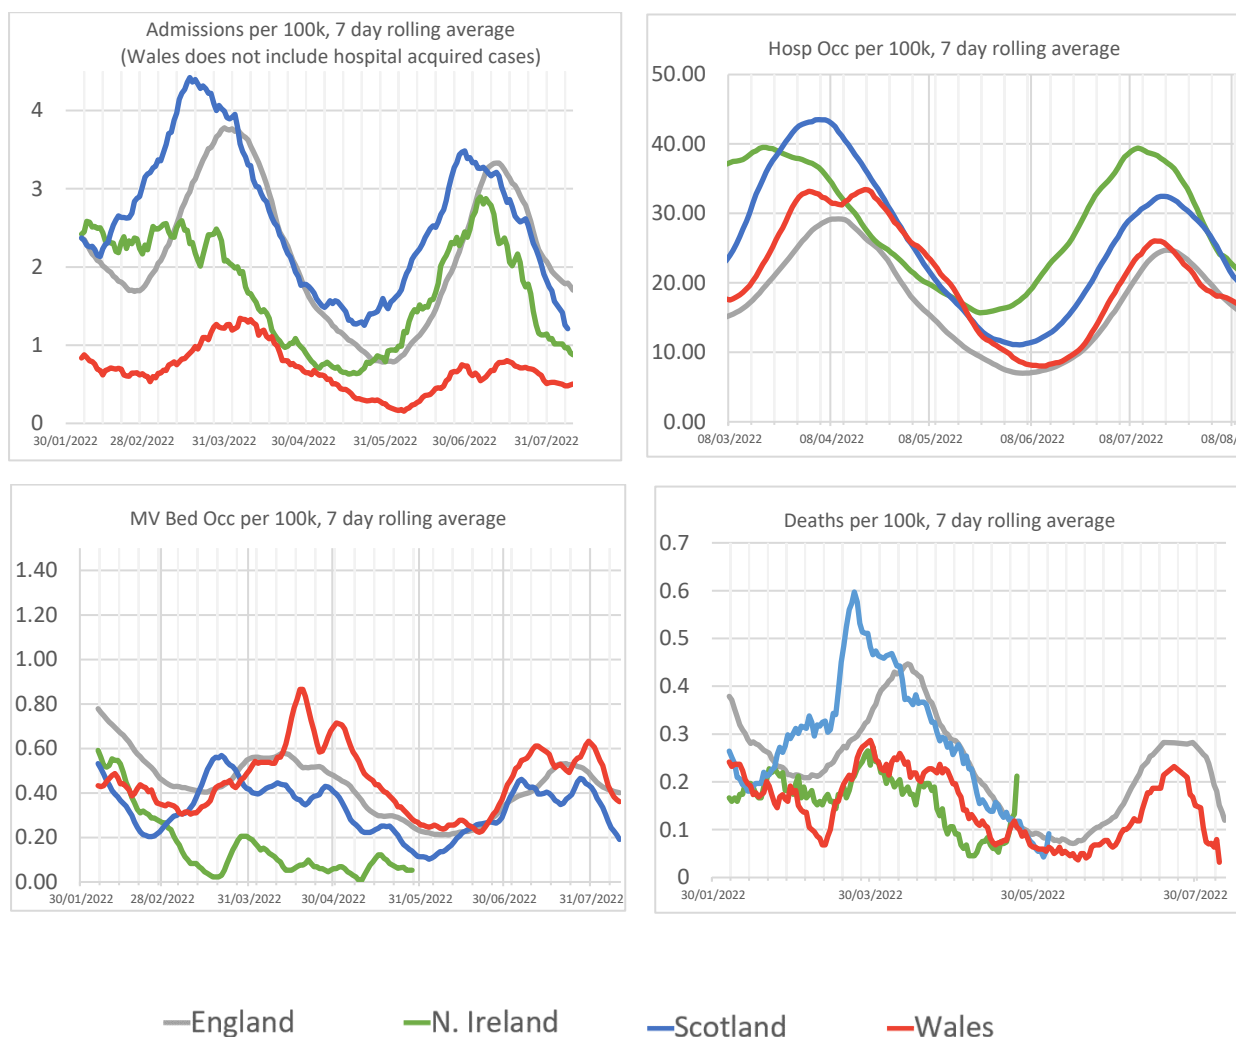 Admissions per 100k, 7 day rolling average
(Wales does not include hospital acquired cases)
4
3
2
1
0
30/01/2022 28/02/2022 31/03/2022 30/04/2022 31/05/2022 30/06/2022 31/07/2022
Hosp Occ per 100k, 7 day rolling average
50.00
40.00
30.00
20.00
10.00
0.00
08/03/2022 08/04/2022 08/05/2022 08/06/2022 08/07/2022 08/08/
MV Bed Occ per 100k, 7 day rolling average
1.40
1.20
1.00
0.80
0.60
0.40
0.20
0.00
30/01/2022 28/02/2022 31/03/2022 30/04/2022 31/05/2022 30/06/2022 31/07/2022
Deaths per 100k, 7 day rolling average
0.7
0.6
0.5
0.4
0.3
0.2
0.1
0
30/01/2022 30/03/2022 30/05/2022 30/07/2022
England N. Ireland Scotland Wales